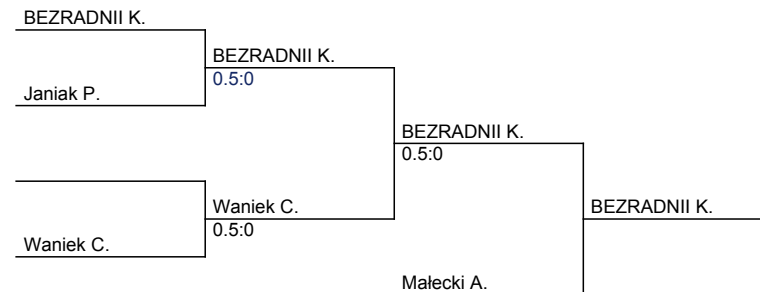 BEZRADNII K.
BEZRADNII K.
0.5:0
Janiak P.
BEZRADNII K.
0.5:0
Waniek C.
BEZRADNII K.
0.5:0
Waniek C.
Małecki A.